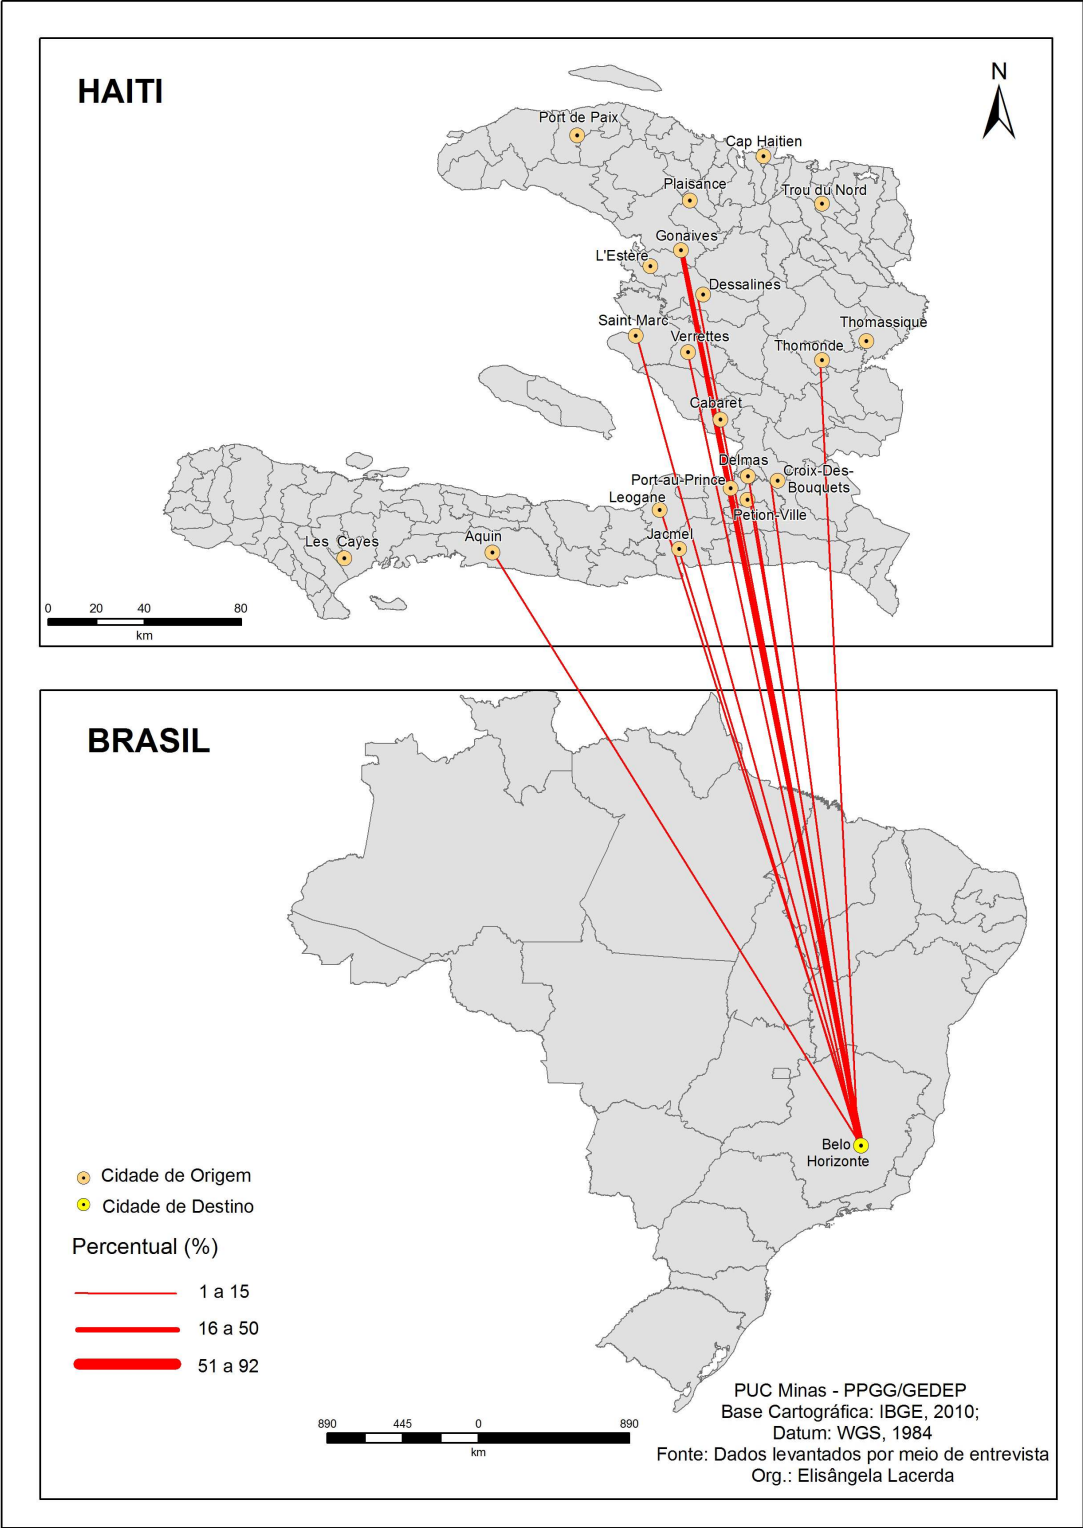 HAITI
N
Port de Paix
Cap Haitien
Plaisance
Trou du Nord
Gonaives
L'Estère
Dessalines
Saint Marc
Verrettes
Thomassique
Thomonde
Cabaret
Delmas
Croix-Des-
Bouquets
Port-au-Prince
Leogane
Petion-Ville
Jacmel
Aquin
Les Cayes
0 20 40 80
km
BRASIL
Belo
Horizonte
Cidade de Origem
Cidade de Destino
Percentual (%)
1 a 15
16 a 50
51 a 92
890 445 0 890
km
PUC Minas - PPGG/GEDEP
Base Cartográfica: IBGE, 2010;
Datum: WGS, 1984
Fonte: Dados levantados por meio de entrevista
Org.: Elisângela Lacerda